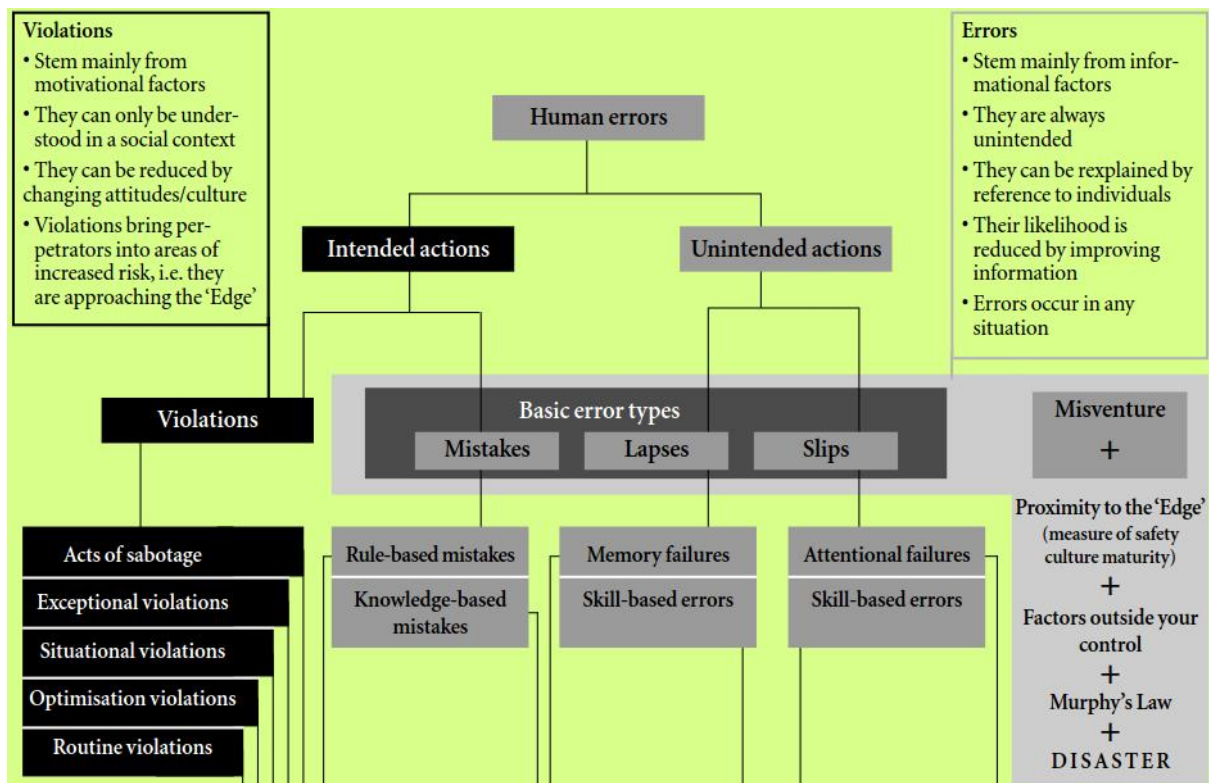 Violations
• Stem mainly from
motivational factors
• They can only be under-
stood in a social context
• They can be reduced by
changing attitudes/culture
• Violations bring per-
petrators into areas of
increased risk, i.e. they
are approaching the ‘Edge’
Errors
• Stem mainly from infor-
mational factors
• They are always
unintended
• They can be rexplained by
reference to individuals
• Their likelihood is
reduced by improving
information
• Errors occur in any
situation
Human errors
Intended actions
Unintended actions
Violations
Basic error types
Mistakes
Lapses
Slips
Misventure
+
Proximity to the ‘Edge’
(measure of safety
culture maturity)
+
Factors outside your
control
+
Murphy’s Law
+
DISASTER
Acts of sabotage
Exceptional violations
Situational violations
Optimisation violations
Routine violations
Rule-based mistakes
Knowledge-based
mistakes
Memory failures
Skill-based errors
Attentional failures
Skill-based errors